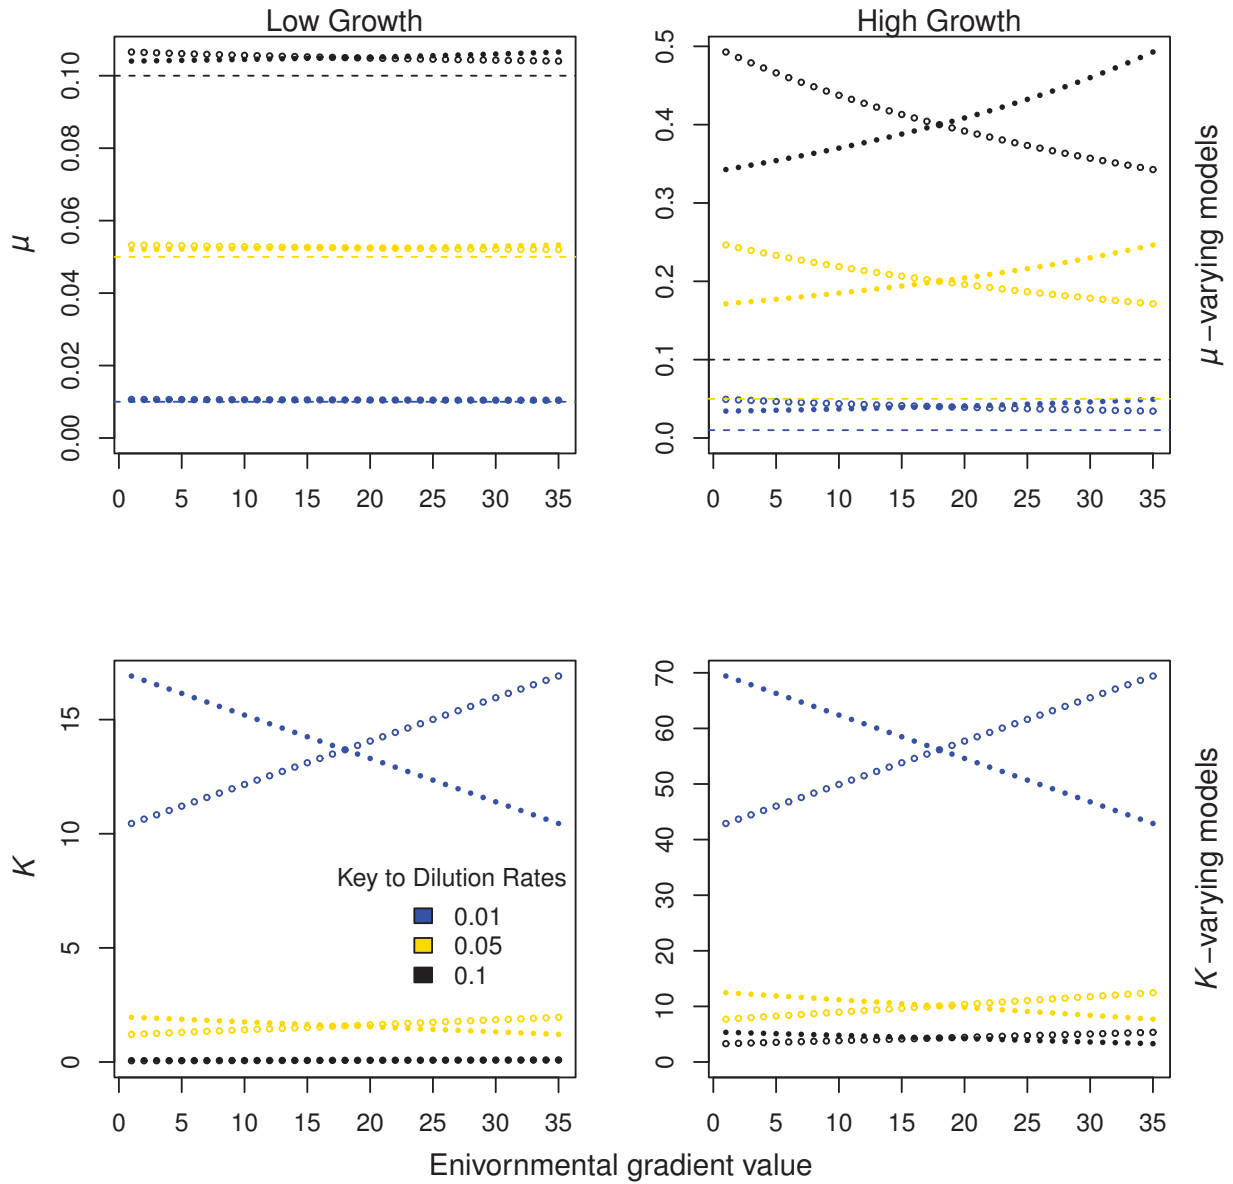 Low Growth
High Growth
0.00 0.02 0.04 0.06 0.08 0.10
μ
0 5 10 15 20 25 30 35
0.0 0.1 0.2 0.3 0.4 0.5
0 5 10 15 20 25 30 35
μ −varying models
0 5 10 15
K
Key to Dilution Rates
0.01
0.05
0.1
0 5 10 15 20 25 30 35
0 10 20 30 40 50 60 70
0 5 10 15 20 25 30 35
K −varying models
Enivornmental gradient value